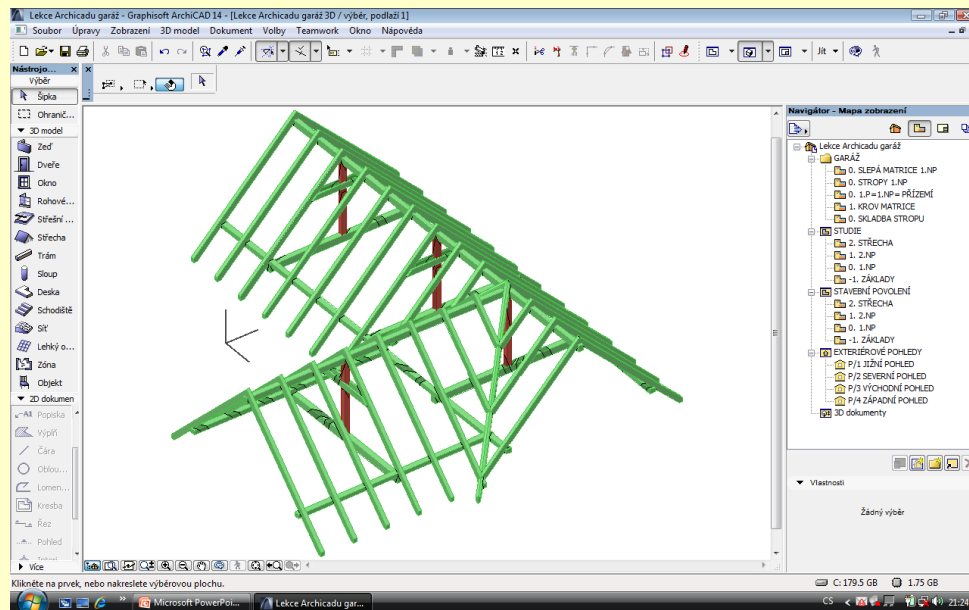 Lekce Archicadu garáž - Graphisoft ArchiCAD 14 - [Lekce Archicadu garáž 3D / výběr, podlaží 1]
Soubor Úpravy Zobrazení 3D model Dokument Volby Teamwork Okno Nápověda
Jít
Nástrojo...
Výběr
Šipka
Ohranič...
3D model
Zeď
Dveře
Okno
Rohové...
Střešní ...
Střecha
Trám
Sloup
Deska
Schodiště
Síť
Lehký o...
Zóna
Objekt
2D dokumen
A1 Popiska
Výplň
Čára
Oblou...
Lomen...
Kresba
Řez
Pohled
Více
Navigátor - Mapa zobrazení
Lekce Archicadu garáž
GARÁŽ
0. SLEPÁ MATRICE 1.NP
0. STROPY 1.NP
0. 1.P=1.NP= PŘÍZEMÍ
1. KROV MATRICE
0. SKLADBA STROPU
STUDIE
2. STŘECHA
1. 2.NP
0. 1.NP
-1. ZÁKLADY
STAVEBNÍ POVOLENÍ
2. STŘECHA
1. 2.NP
0. 1.NP
-1. ZÁKLADY
EXTERIÉROVÉ POHLEDY
P/1 JIŽNÍ POHLED
P/2 SEVERNÍ POHLED
P/3 VÝCHODNÍ POHLED
P/4 ZÁPADNÍ POHLED
3D dokumenty
Vlastnosti
Žádný výběr
Klikněte na prvek, nebo nakreslete výběrovou plochu.
C: 179.5 GB 1.75 GB
Microsoft PowerPoi... Lekce Archicadu gar... CS 21:24